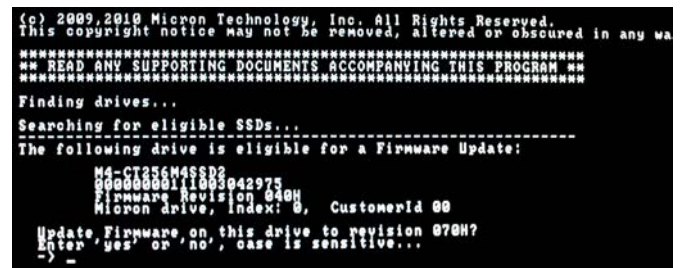 (c) 2009,2010 Micron Technology, Inc. All Rights Reserved.
This copyright notice may not be removed, altered or obscured in any wa
****************************************************************
** READ ANY SUPPORTING DOCUMENTS ACCOMPANYING THIS PROGRAM **
****************************************************************
Finding drives...
Searching for eligible SSDs...
----------------------------------------------------------------
The following drive is eligible for a Firmware Update:
M4-CT256M4SSD2
00000000111003042975
Firmware Revision 040H
Micron drive, Index: 0, CustomerId 00
Update Firmware on this drive to revision 070H?
Enter 'yes' or 'no', case is sensitive...
-> _